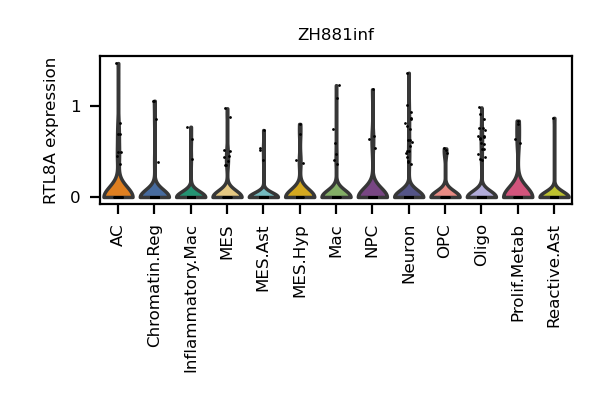 ZH881inf
RTL8A expression
1
0
AC
Chromatin.Reg
Inflammatory.Mac
MES
MES.Ast
MES.Hyp
Mac
NPC
Neuron
OPC
Oligo
Prolif.Metab
Reactive.Ast